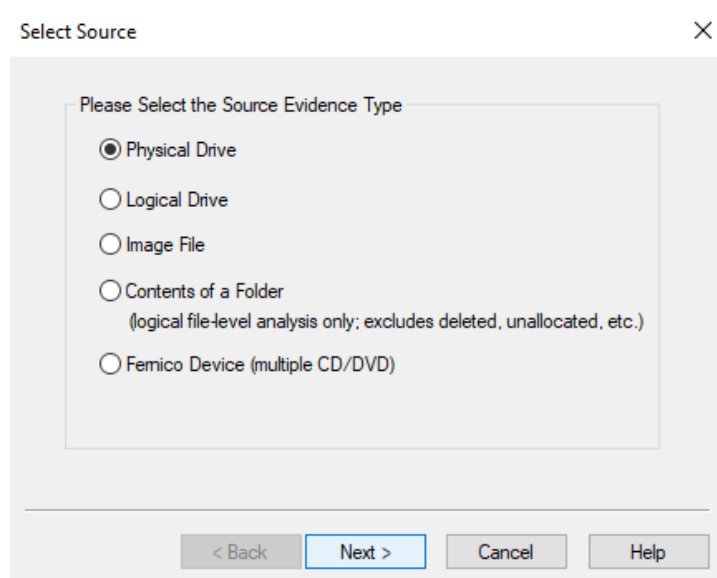 Select Source
Please Select the Source Evidence Type
Physical Drive
Logical Drive
Image File
Contents of a Folder
(logical file-level analysis only; excludes deleted, unallocated, etc.)
Fernico Device (multiple CD/DVD)
< Back Next > Cancel Help